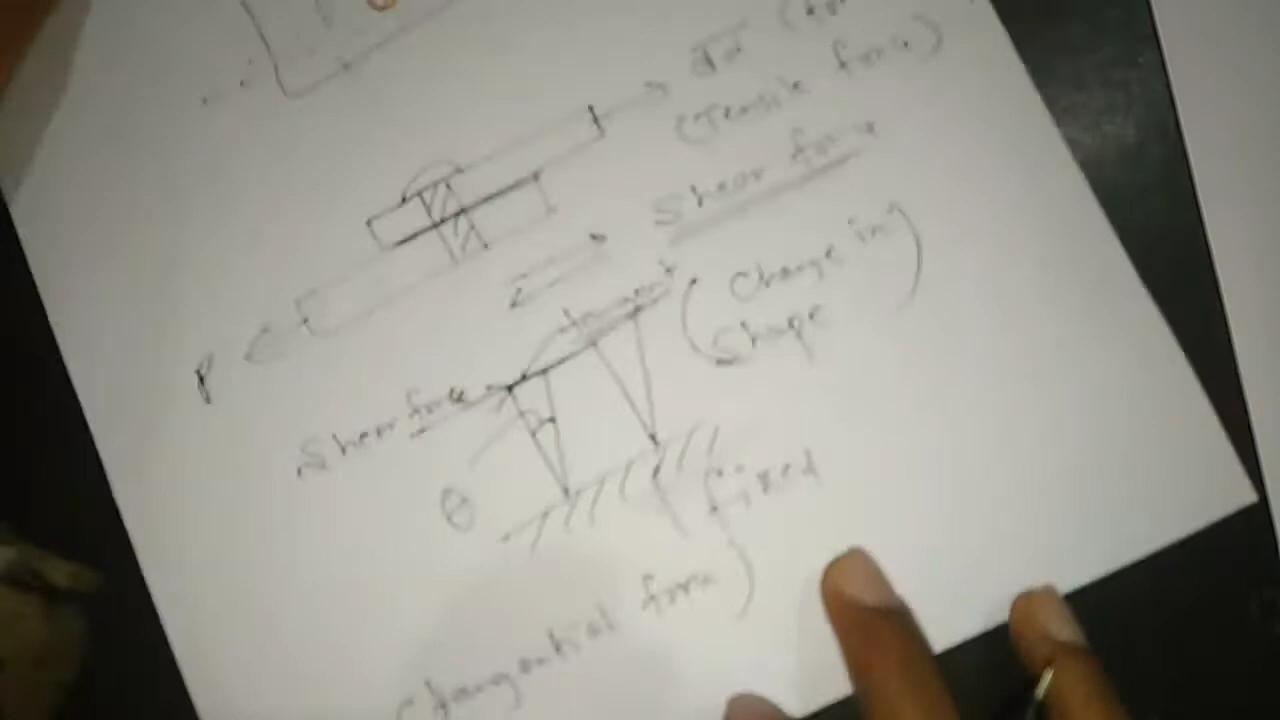 (Tensile force)
Shear force
(Change in
Shape)
P
Shear force
θ
fixed
(tangential force)